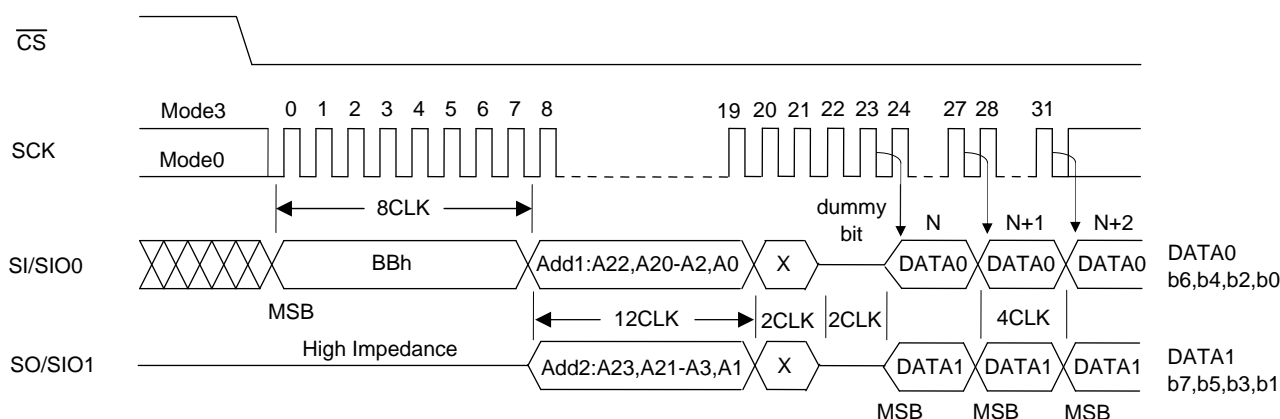 CS
Mode3
0 1 2 3 4 5 6 7 8 19 20 21 22 23 24 27 28 31
SCK
Mode0
8CLK
dummy
bit
N N+1 N+2
SI/SIO0
BBh
Add1:A22,A20-A2,A0
X
DATA0 DATA0 DATA0
DATA0
b6,b4,b2,b0
MSB
12CLK 2CLK 2CLK 4CLK
SO/SIO1
High Impedance
Add2:A23,A21-A3,A1
X
DATA1 DATA1 DATA1
DATA1
b7,b5,b3,b1
MSB MSB MSB